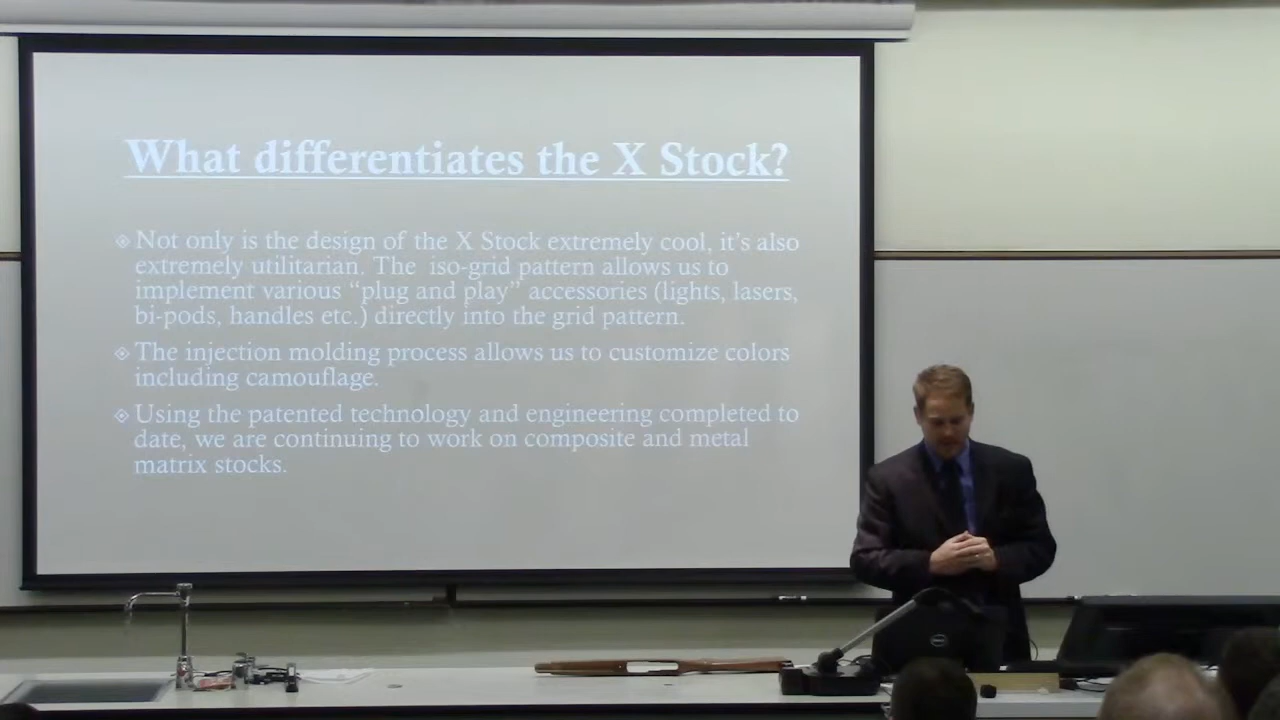 What differentiates the X Stock?
Not only is the design of the X Stock extremely cool, it's also
extremely utilitarian. The iso-grid pattern allows us to
implement various “plug and play” accessories (lights, lasers,
bi-pods, handles etc.) directly into the grid pattern.
The injection molding process allows us to customize colors
including camouflage.
Using the patented technology and engineering completed to
date, we are continuing to work on composite and metal
matrix stocks.
DELL